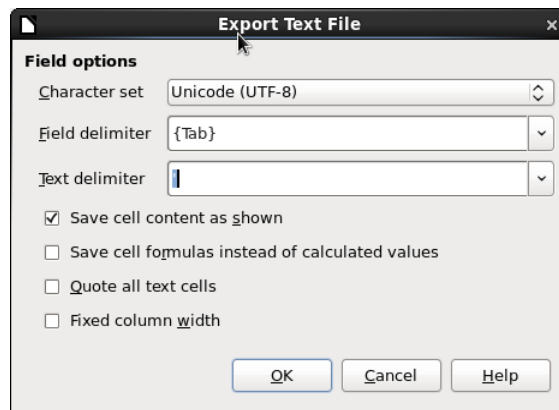 Export Text File
Field options
Character set Unicode (UTF-8)
Field delimiter {Tab}
Text delimiter
Save cell content as shown
Save cell formulas instead of calculated values
Quote all text cells
Fixed column width
OK Cancel Help